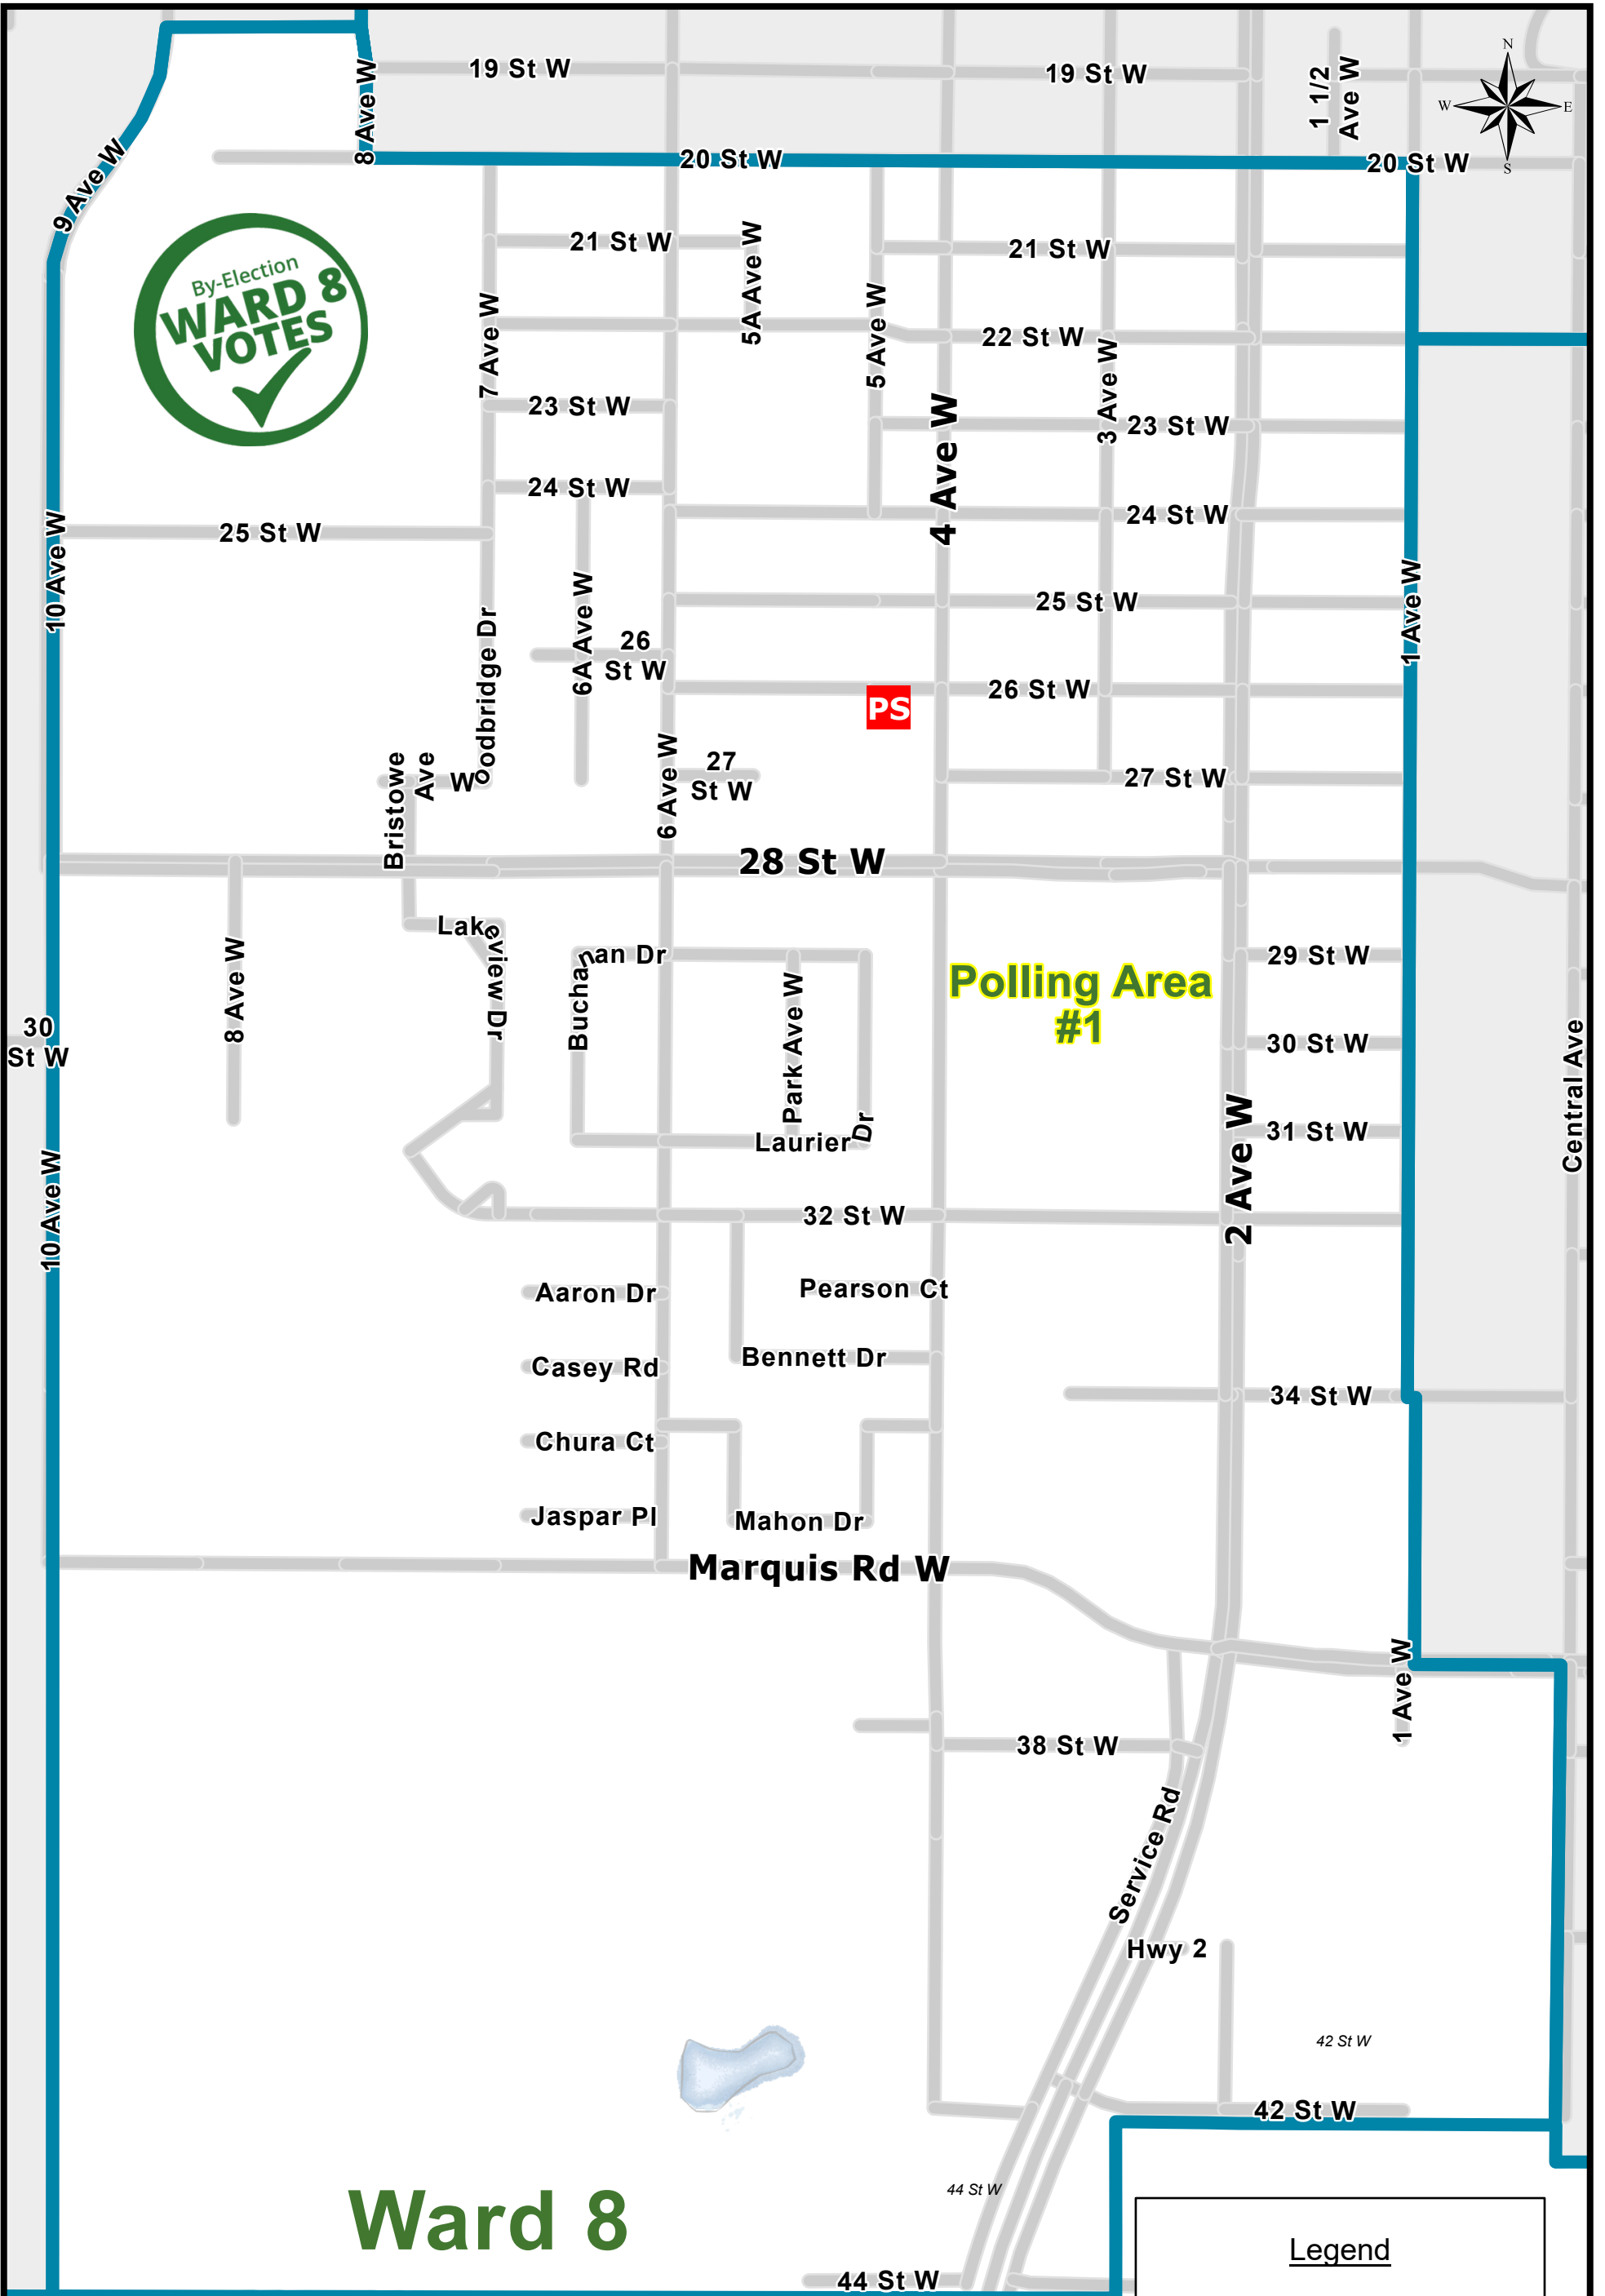 19 St W
19 St W
1 1/2
Ave W
N
W
E
S
8 Ave W
20 St W
20 St W
9 Ave W
By-Election
WARD 8
VOTES
21 St W
5A Ave W
21 St W
7 Ave W
5 Ave W
22 St W
3 Ave W
23 St W
4 Ave W
23 St W
24 St W
24 St W
25 St W
10 Ave W
6A Ave W
25 St W
1 Ave W
26
St W
Woodbridge Dr
26 St W
PS
Bristowe
Ave
6 Ave W
27
St W
27 St W
28 St W
Lakeview Dr
8 Ave W
Buchanan Dr
Park Ave W
29 St W
Polling Area
#1
30
St W
30 St W
Central Ave
31 St W
Laurier Dr
2 Ave W
10 Ave W
32 St W
Aaron Dr
Pearson Ct
Casey Rd
Bennett Dr
34 St W
Chura Ct
Jaspar Pl
Mahon Dr
Marquis Rd W
1 Ave W
38 St W
Service Rd
Hwy 2
42 St W
42 St W
44 St W
Ward 8
Legend
44 St W